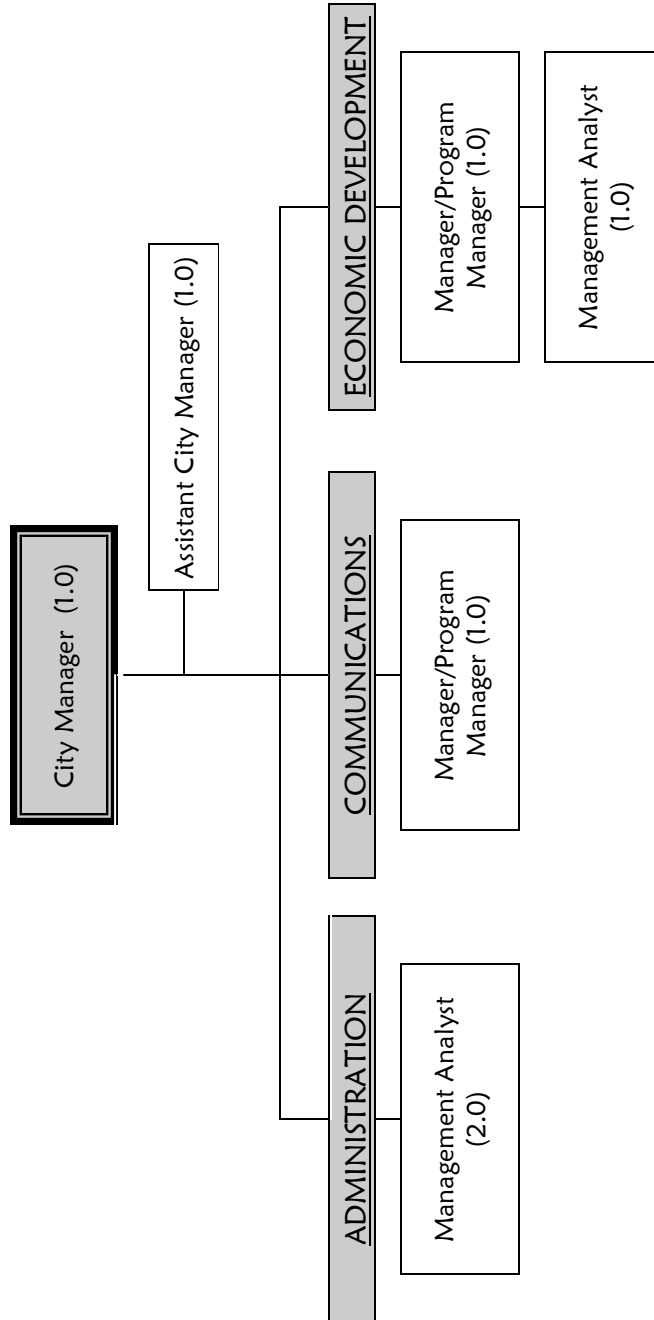 City Manager (1.0)
Assistant City Manager (1.0)
ADMINISTRATION
Management Analyst
(2.0)
COMMUNICATIONS
Manager/Program
Manager (1.0)
ECONOMIC DEVELOPMENT
Manager/Program
Manager (1.0)
Management Analyst
(1.0)